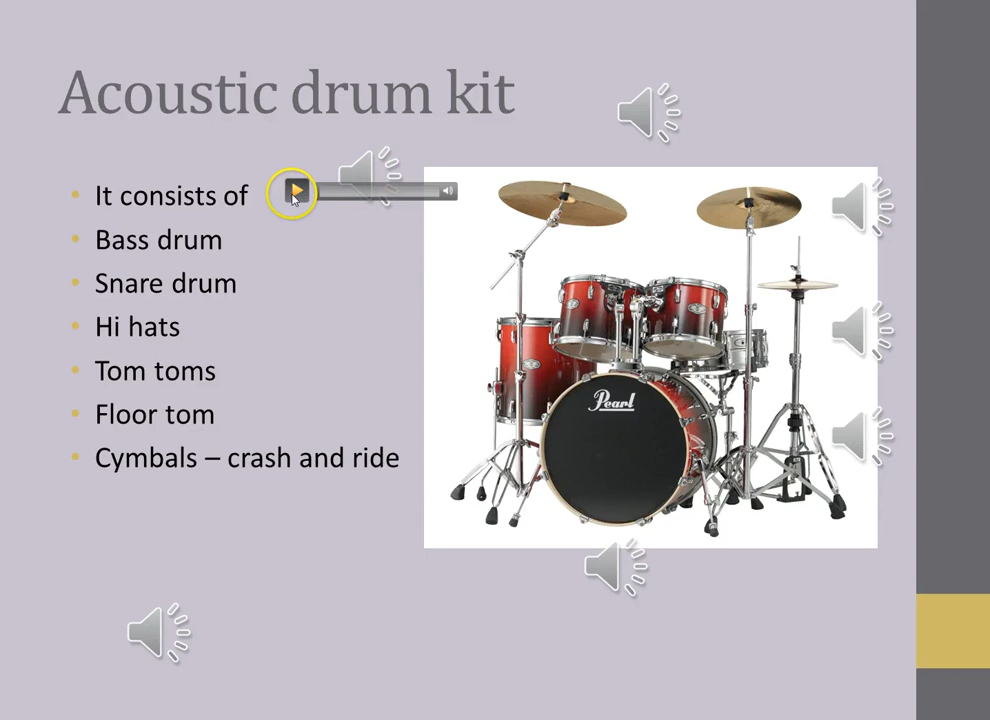 Acoustic drum kit
It consists of
Bass drum
Snare drum
Hi hats
Tom toms
Floor tom
Cymbals – crash and ride
Pearl